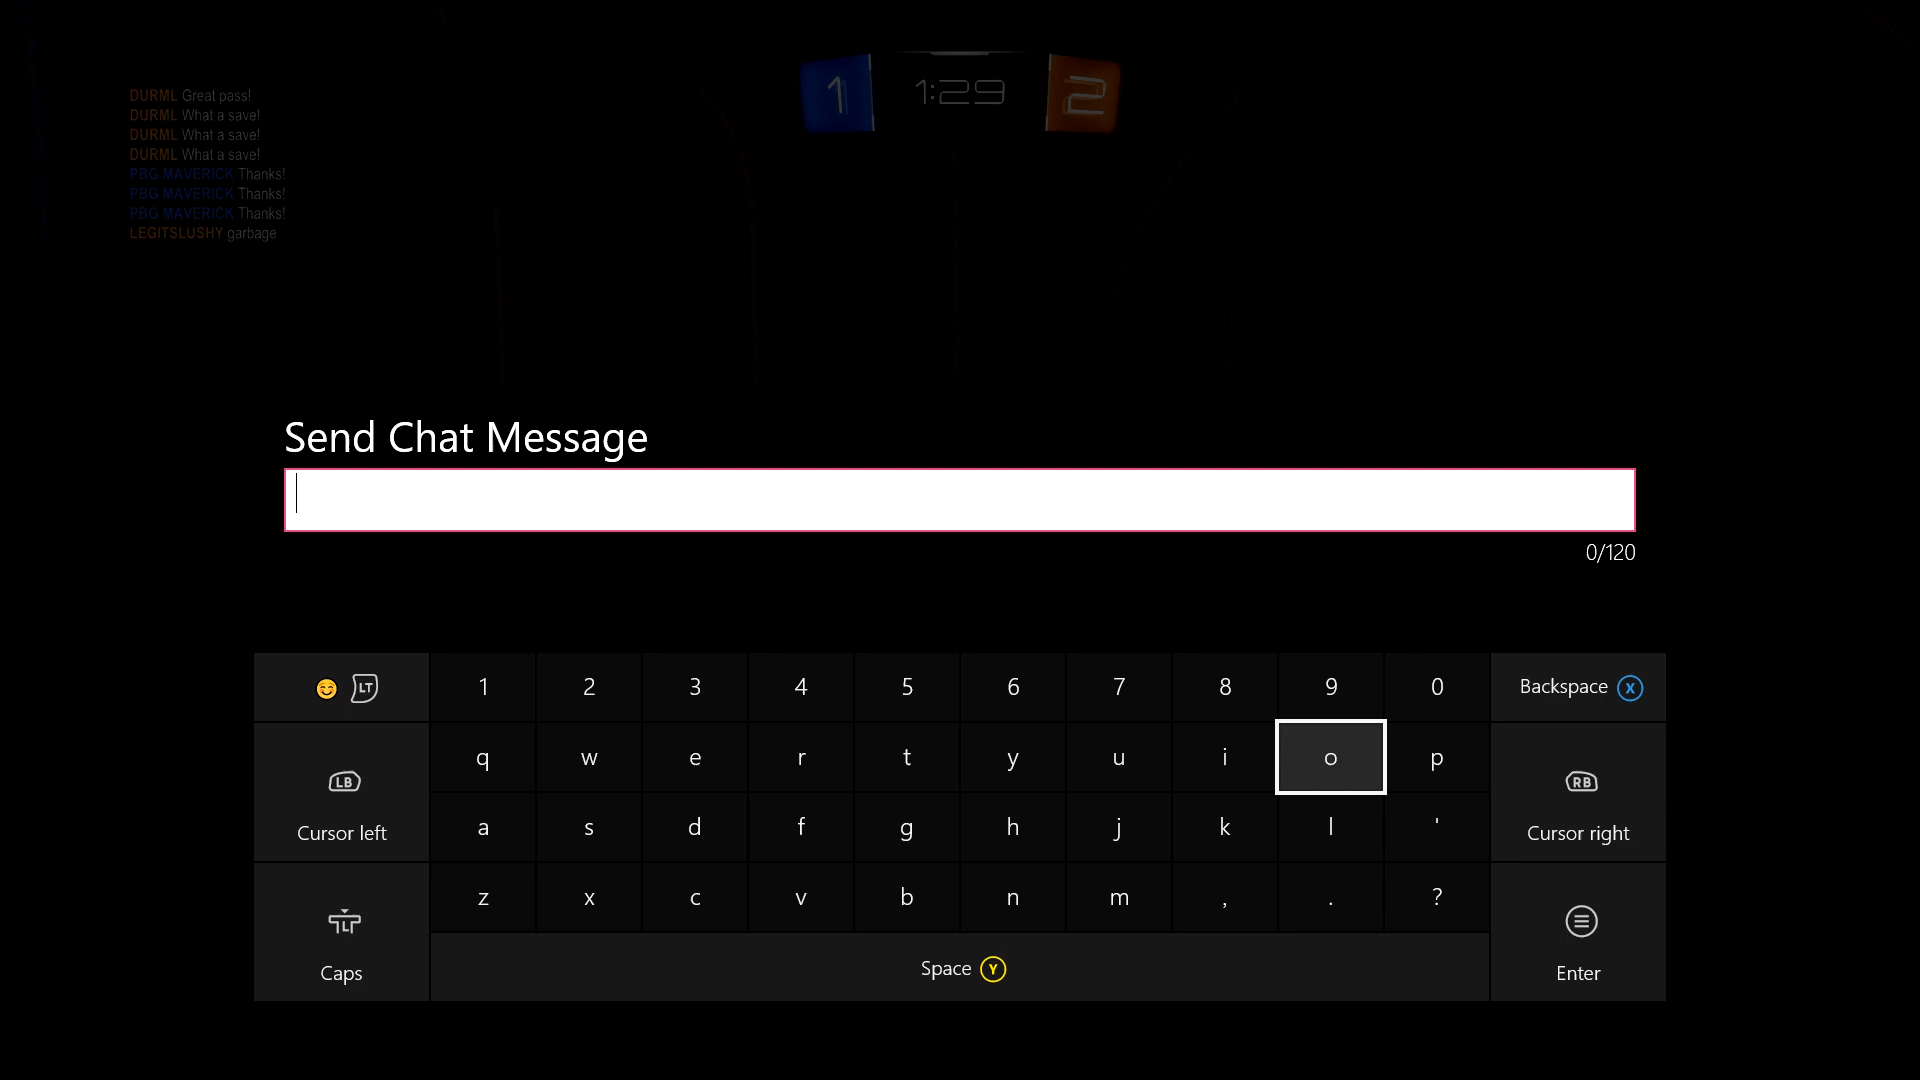 1 1:29 2
DURML Great pass!
DURML What a save!
DURML What a save!
DURML What a save!
PBG MAVERICK Thanks!
PBG MAVERICK Thanks!
PBG MAVERICK Thanks!
LEGITSLUSHY garbage
Send Chat Message
0/120
LT 1 2 3 4 5 6 7 8 9 0 Backspace X
q w e r t y u i o p
LB Cursor left
RB Cursor right
a s d f g h j k l '
z x c v b n m , . ?
Caps
Space Y
Enter